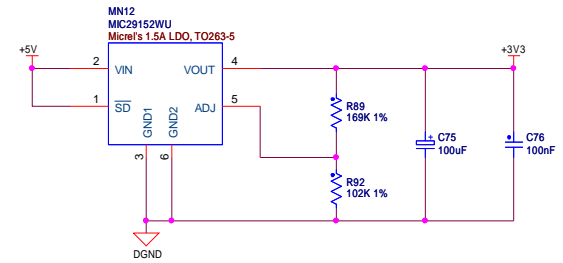 MN12
MIC29152WU
Micrel's 1.5A LDO, TO263-5
+5V
+3V3
2
VIN
VOUT
4
1
SD
ADJ
5
GND1
GND2
3
6
R89
169K 1%
R92
102K 1%
+
C75
100uF
C76
100nF
DGND